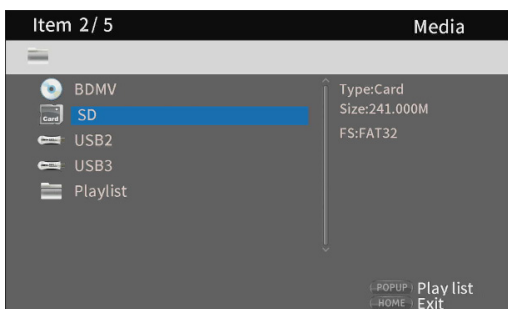 Item 2/ 5
Media
BDMV
Card
SD
USB2
USB3
Playlist
Type:Card
Size:241.000M
FS:FAT32
POPUP Play list
HOME Exit